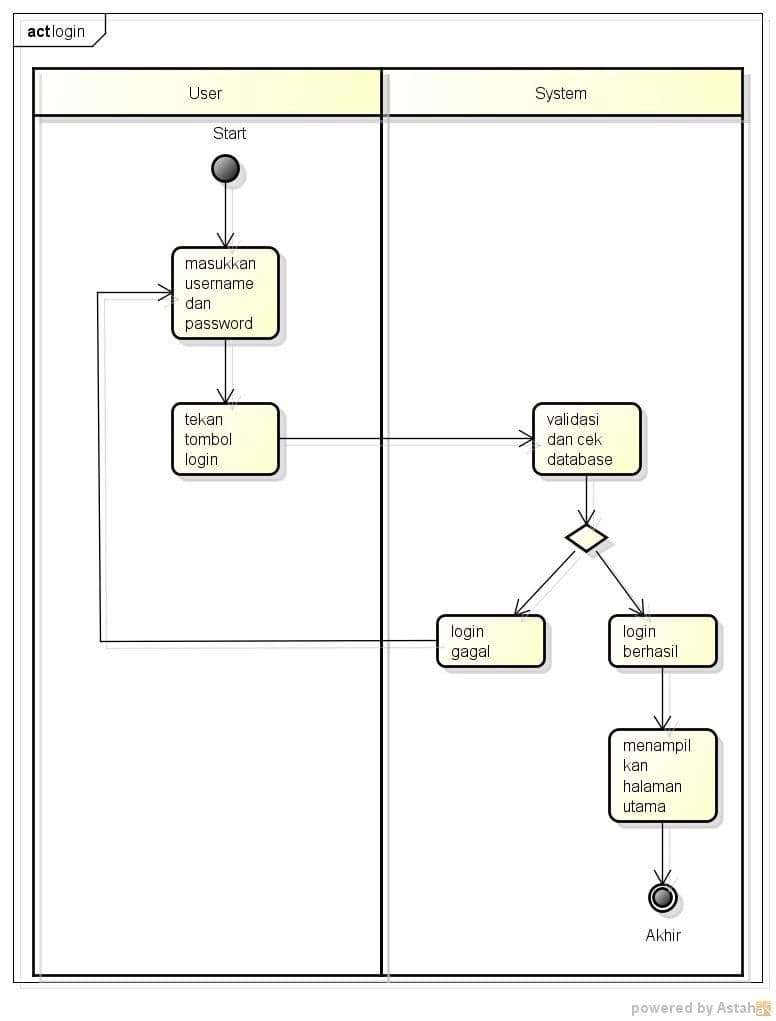 act login
User
System
Start
masukkan
username
dan
password
tekan
tombol
login
validasi
dan cek
database
login
gagal
login
berhasil
menampil
kan
halaman
utama
Akhir
powered by Astah